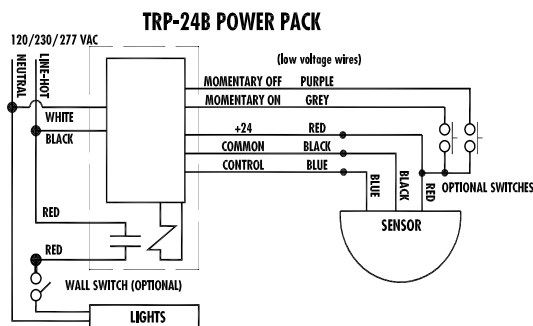 TRP-24B POWER PACK
120/230/277 VAC
NEUTRAL
LINE-HOT
(low voltage wires)
MOMENTARY OFF PURPLE
MOMENTARY ON GREY
WHITE
+24 RED
BLACK
COMMON BLACK
CONTROL BLUE
BLUE
BLACK
RED
OPTIONAL SWITCHES
RED
SENSOR
RED
WALL SWITCH (OPTIONAL)
LIGHTS